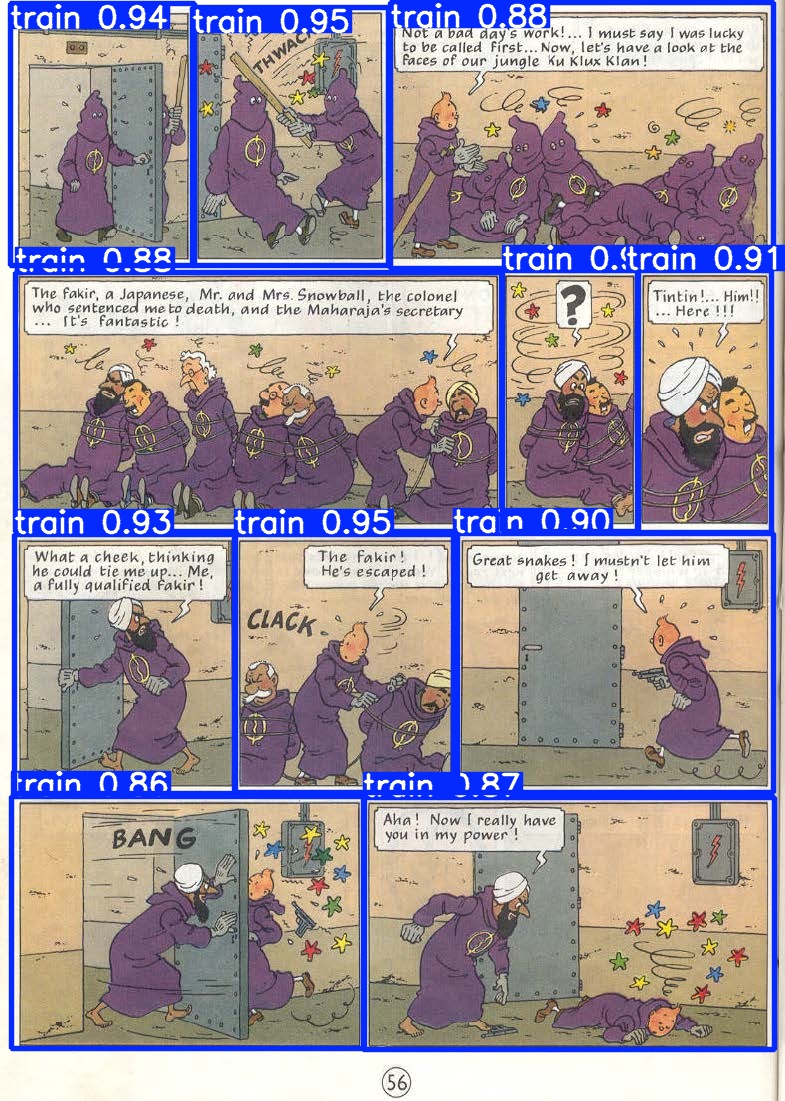 train 0.94
train 0.95
train 0.88
THWACK
Not a bad day's work!... I must say I was lucky
to be called first... Now, let's have a look at the
faces of our jungle Ku Klux Klan!
train 0.88
train
train 0.91
The fakir, a Japanese, Mr. and Mrs. Snowball, the colonel
who sentenced me to death, and the Maharaja's secretary
... It's fantastic!
?
Tintin!... Him!!
... Here !!!
train 0.93
train 0.95
train 0.90
What a cheek, thinking
he could tie me up... Me,
a fully qualified fakir!
The fakir!
He's escaped!
CLACK
Great snakes! I mustn't let him
get away!
train 0.86
train 0.87
BANG
Aha! Now I really have
you in my power!
56